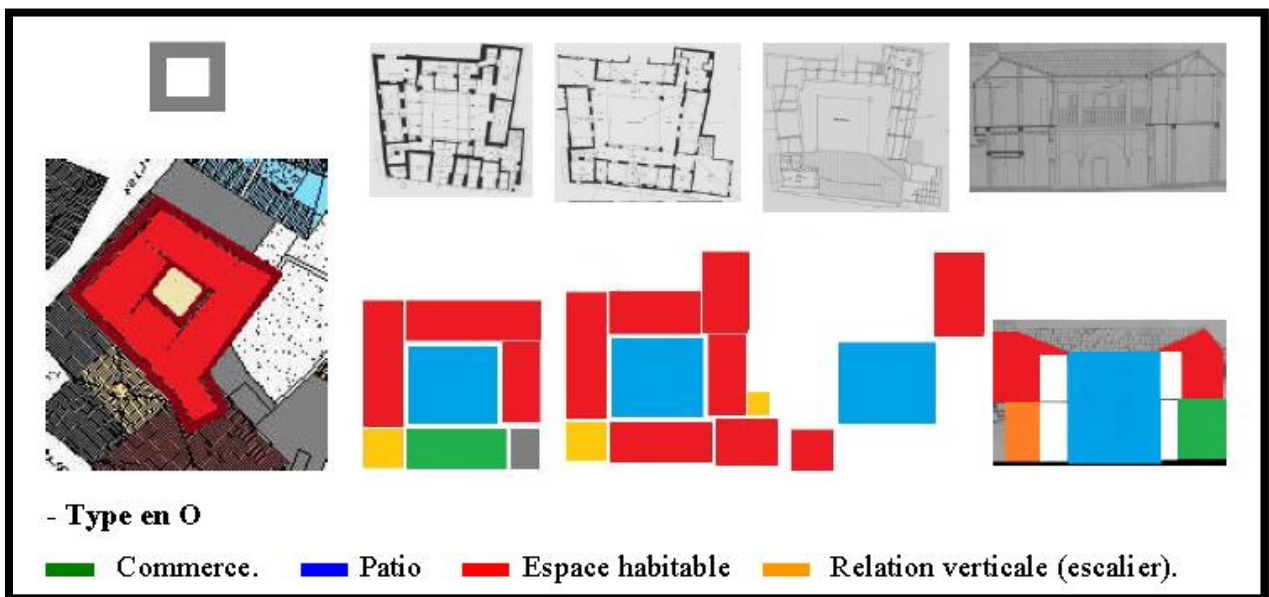 - Type en O
Commerce. Patio Espace habitable Relation verticale (escalier).